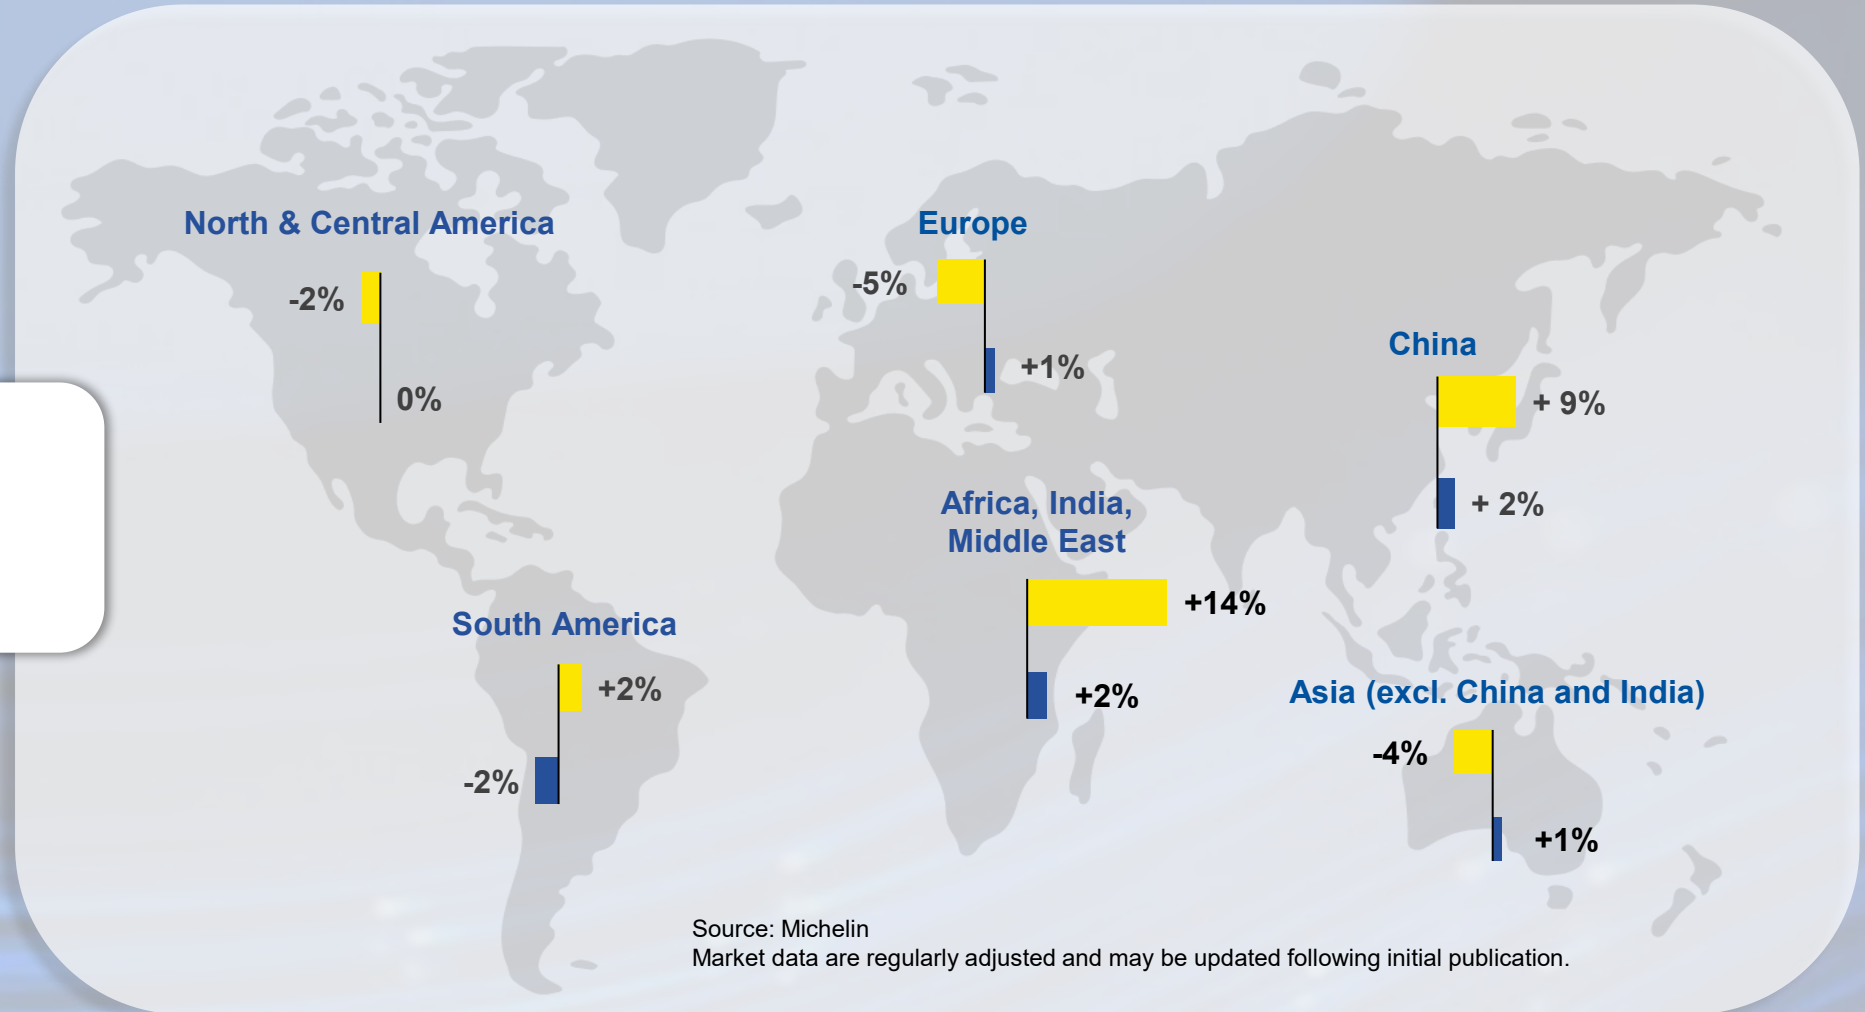 North & Central America
-2%
0%
Europe
-5%
+1%
China
+ 9%
+ 2%
Africa, India,
Middle East
+14%
+2%
South America
+2%
-2%
Asia (excl. China and India)
-4%
+1%
Source: Michelin
Market data are regularly adjusted and may be updated following initial publication.